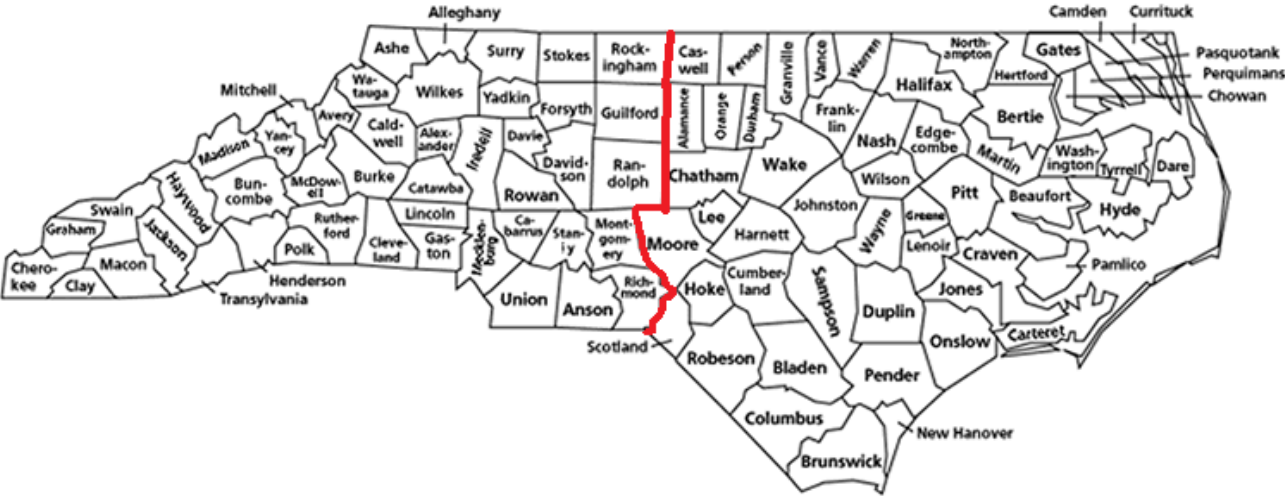 Alleghany
Camden
Currituck
Ashe
Surry
Stokes
Rock-
ingham
Cas-
well
Person
Granville
Vance
Warren
North-
ampton
Gates
Pasquotank
Hertford
Perquimans
Chowan
Wa-
tauga
Wilkes
Mitchell
Yadkin
Forsyth
Guilford
Alamance
Orange
Durham
Frank-
lin
Halifax
Bertie
Avery
Cald-
well
Alex-
ander
Iredell
Davie
Madison
Yan-
cey
Nash
Edge-
combe
Martin
Wash-
ington
Tyrrell
Dare
Burke
David-
son
Ran-
dolph
Chatham
Wake
Wilson
Haywood
Bun-
combe
McDow-
ell
Catawba
Rowan
Pitt
Beaufort
Hyde
Swain
Graham
Jackson
Ruther-
ford
Lincoln
Ca-
barrus
Mont-
gom-
ery
Lee
Johnston
Wayne
Greene
Polk
Cleve-
land
Gas-
ton
Mecklen-
burg
Stan-
ly
Moore
Harnett
Lenoir
Craven
Pamlico
Chero-
kee
Clay
Macon
Henderson
Transylvania
Union
Anson
Rich-
mond
Hoke
Cumber-
land
Sampson
Duplin
Jones
Carteret
Scotland
Robeson
Bladen
Pender
Onslow
Columbus
New Hanover
Brunswick